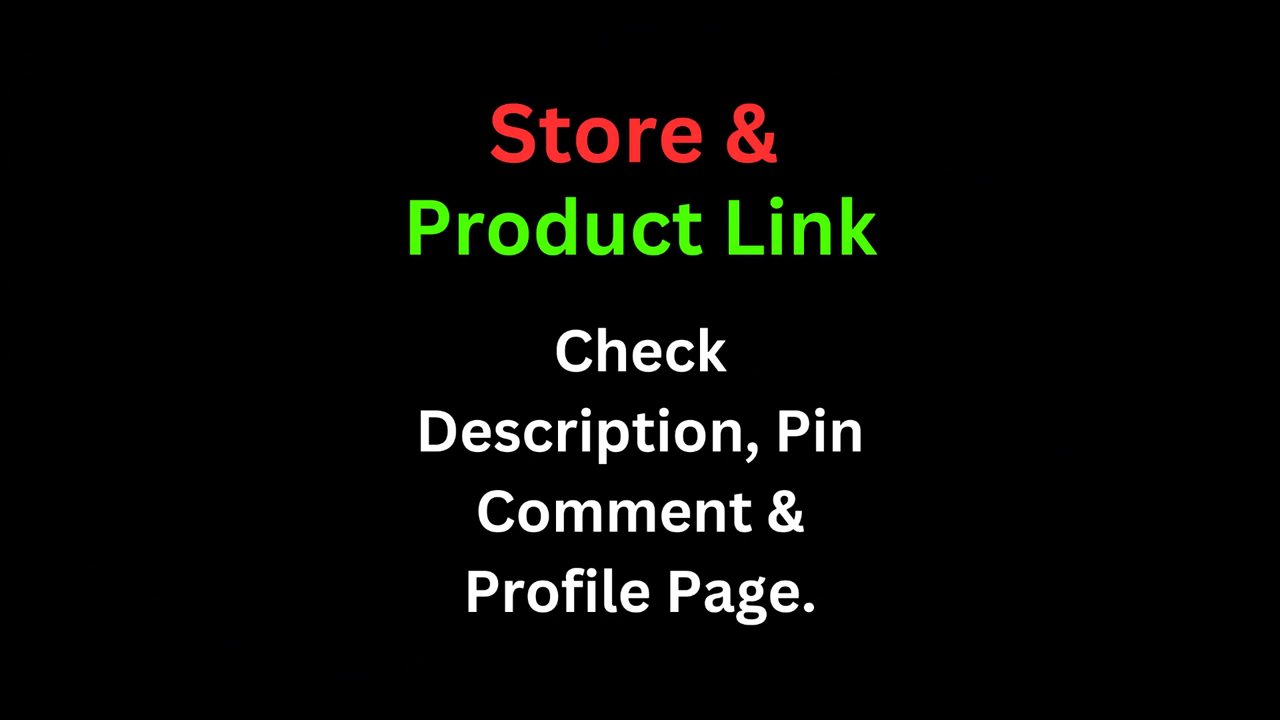 Store &
Product Link
Check
Description, Pin
Comment &
Profile Page.